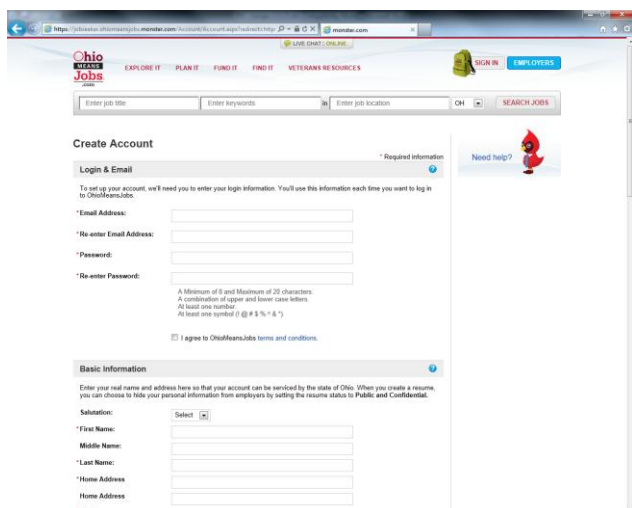 https://jobseeker.ohiomeansjobs.monster.com/Account/Account.aspx?redirect=http:
monster.com
LIVE CHAT: ONLINE
Ohio
MEANS
Jobs
.com
EXPLORE IT PLAN IT FUND IT FIND IT VETERANS RESOURCES
SIGN IN EMPLOYERS
Enter job title Enter keywords in Enter job location OH SEARCH JOBS
Create Account
* Required information
Need help?
Login & Email
To set up your account, we'll need you to enter your login information. You'll use this information each time you want to log in
to OhioMeansJobs.
*Email Address:
*Re-enter Email Address:
*Password:
*Re-enter Password:
A Minimum of 8 and Maximum of 20 characters.
A combination of upper and lower case letters.
At least one number
At least one symbol (! @ # $ % ^ & *)
I agree to OhioMeansJobs terms and conditions.
Basic Information
Enter your real name and address here so that your account can be serviced by the state of Ohio. When you create a resume,
you can choose to hide your personal information from employers by setting the resume status to Public and Confidential.
Salutation: Select
*First Name:
Middle Name:
*Last Name:
*Home Address
Home Address